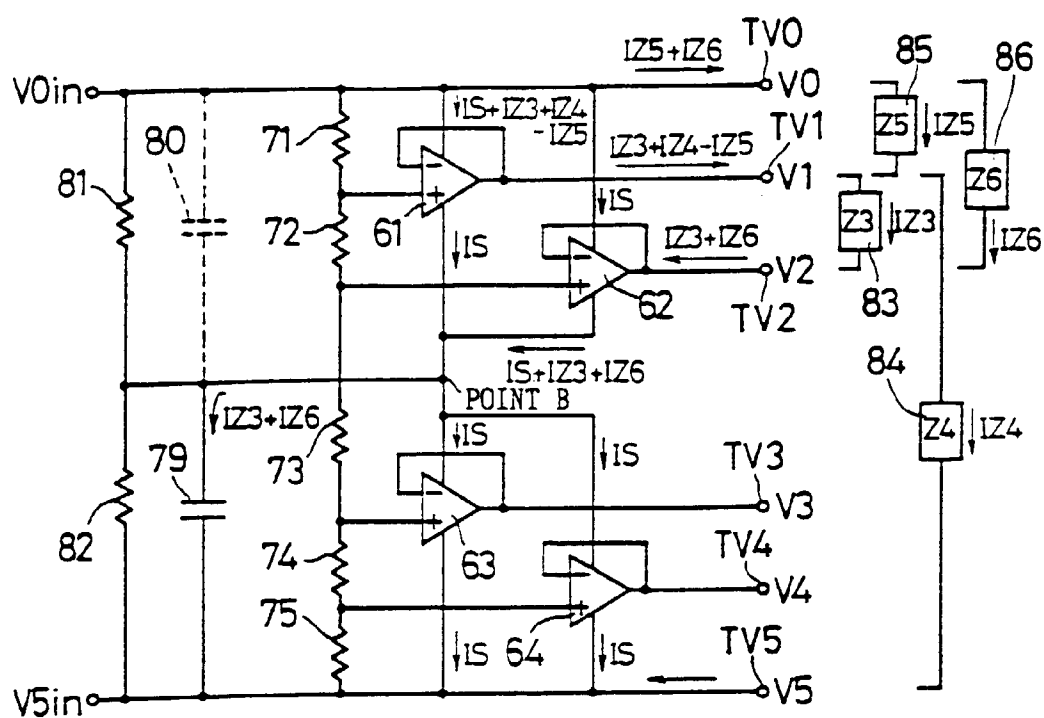 TV0
IZ5+IZ6
V0in
V0
85
86
71
80
IS+IZ3+IZ4
-IZ5
TV1
Z5
IZ5
IZ3+IZ4-IZ5
V1
81
-
+
61
Z6
72
IS
IZ3+IZ6
Z3
IZ3
IZ6
IS
-
+
62
V2
TV2
83
IS+IZ3+IZ6
84
POINT B
IZ3+IZ6
79
73
IS
IS
Z4
IZ4
TV3
-
+
63
V3
82
74
TV4
-
+
V4
75
64
IS
IS
TV5
V5in
V5